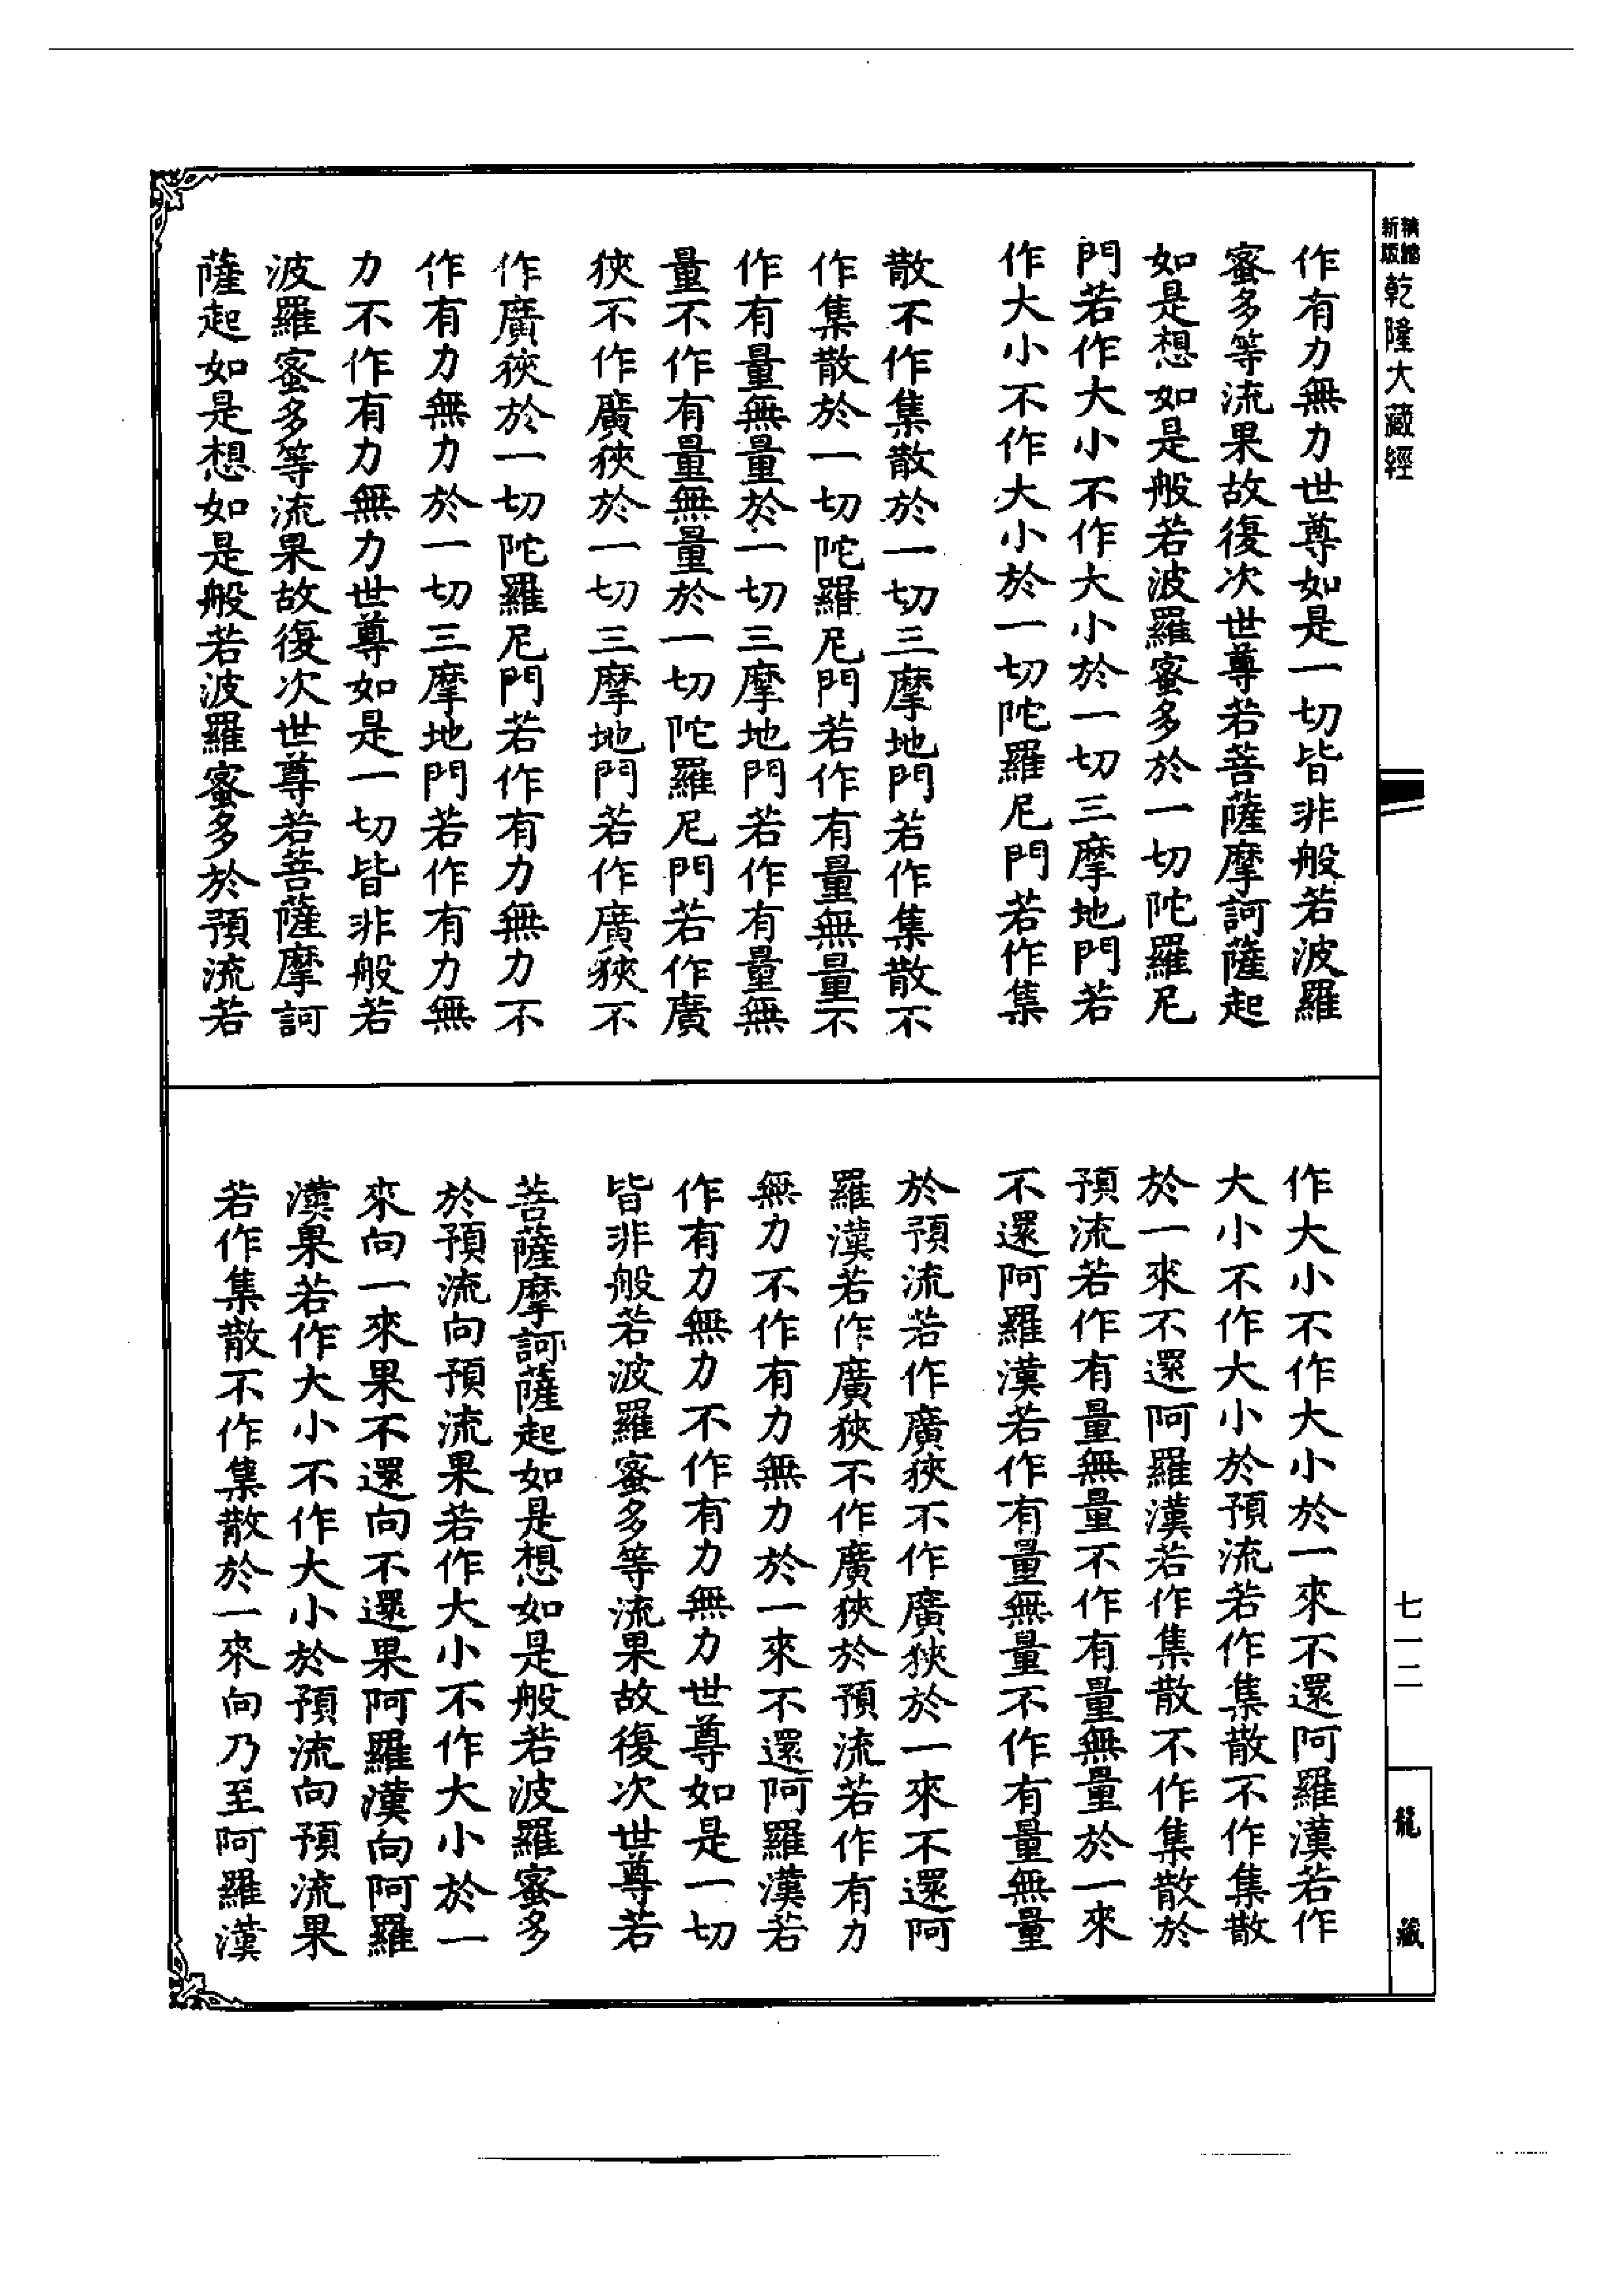 新編縮版
乾隆大藏經
作有力無力世尊如是一切皆非般若波羅
蜜多等流果故復次世尊若菩薩摩訶薩起
如是想如是般若波羅蜜多於一切陀羅尼
門若作大小不作大小於一切三摩地門若
作大小不作大小於一切陀羅尼門若作集
散不作集散於一切三摩地門若作集散不
作集散於一切陀羅尼門若作有量無量不
作有量無量於一切三摩地門若作有量無
量不作有量無量於一切陀羅尼門若作廣
狹不作廣狹於一切三摩地門若作廣狹不
作廣狹於一切陀羅尼門若作有力無力不
作有力無力於一切三摩地門若作有力無
力不作有力無力世尊如是一切皆非般若
波羅蜜多等流果故復次世尊若菩薩摩訶
薩起如是想如是般若波羅蜜多於預流若
作大小不作大小於一來不還阿羅漢若作
大小不作大小於預流若作集散不作集散
於一來不還阿羅漢若作集散不作集散於
預流若作有量無量不作有量無量於一來
不還阿羅漢若作有量無量不作有量無量
於預流若作廣狹不作廣狹於一來不還阿
羅漢若作廣狹不作廣狹於預流若作有力
無力不作有力無力於一來不還阿羅漢若
作有力無力不作有力無力世尊如是一切
皆非般若波羅蜜多等流果故復次世尊若
菩薩摩訶薩起如是想如是般若波羅蜜多
於預流向預流果若作大小不作大小於一
來向一來果不還向不還果阿羅漢向阿羅
漢果若作大小不作大小於預流向預流果
若作集散不作集散於一來向乃至阿羅漢
七一二
龍藏